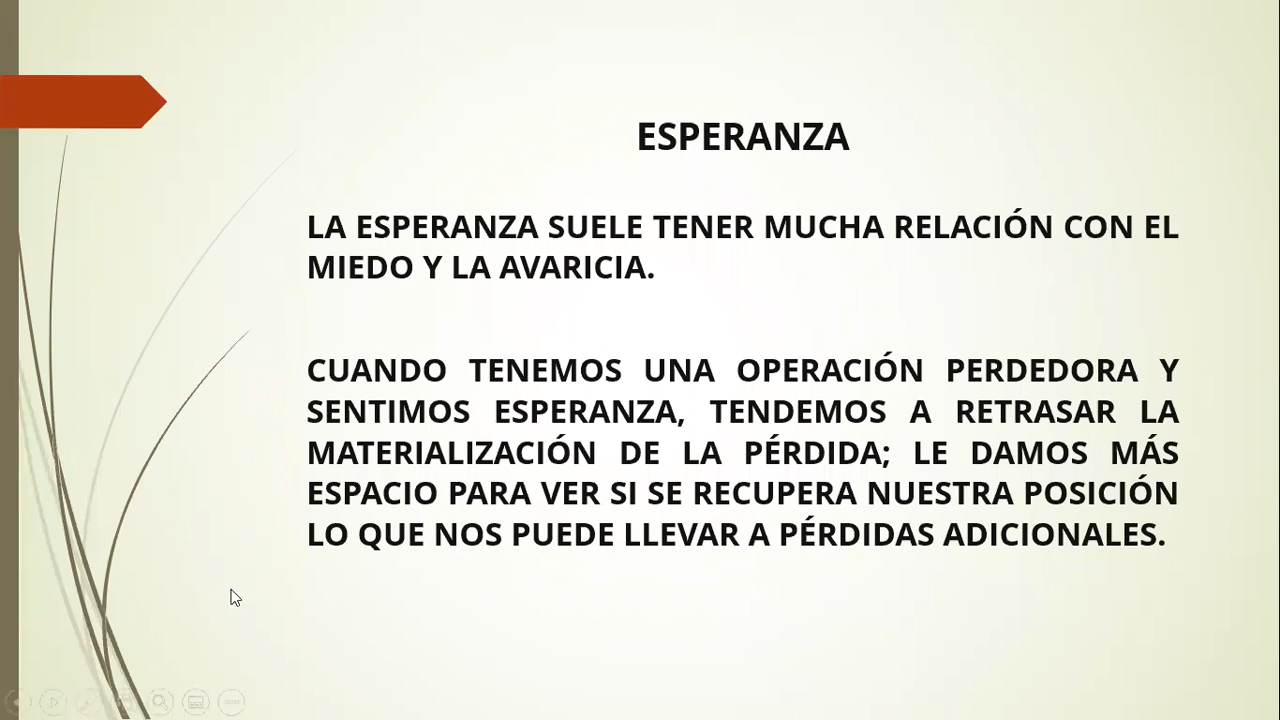 ESPERANZA
LA ESPERANZA SUELE TENER MUCHA RELACIÓN CON EL
MIEDO Y LA AVARICIA.
CUANDO TENEMOS UNA OPERACIÓN PERDEDORA Y
SENTIMOS ESPERANZA, TENDEMOS A RETRASAR LA
MATERIALIZACIÓN DE LA PÉRDIDA; LE DAMOS MÁS
ESPACIO PARA VER SI SE RECUPERA NUESTRA POSICIÓN
LO QUE NOS PUEDE LLEVAR A PÉRDIDAS ADICIONALES.